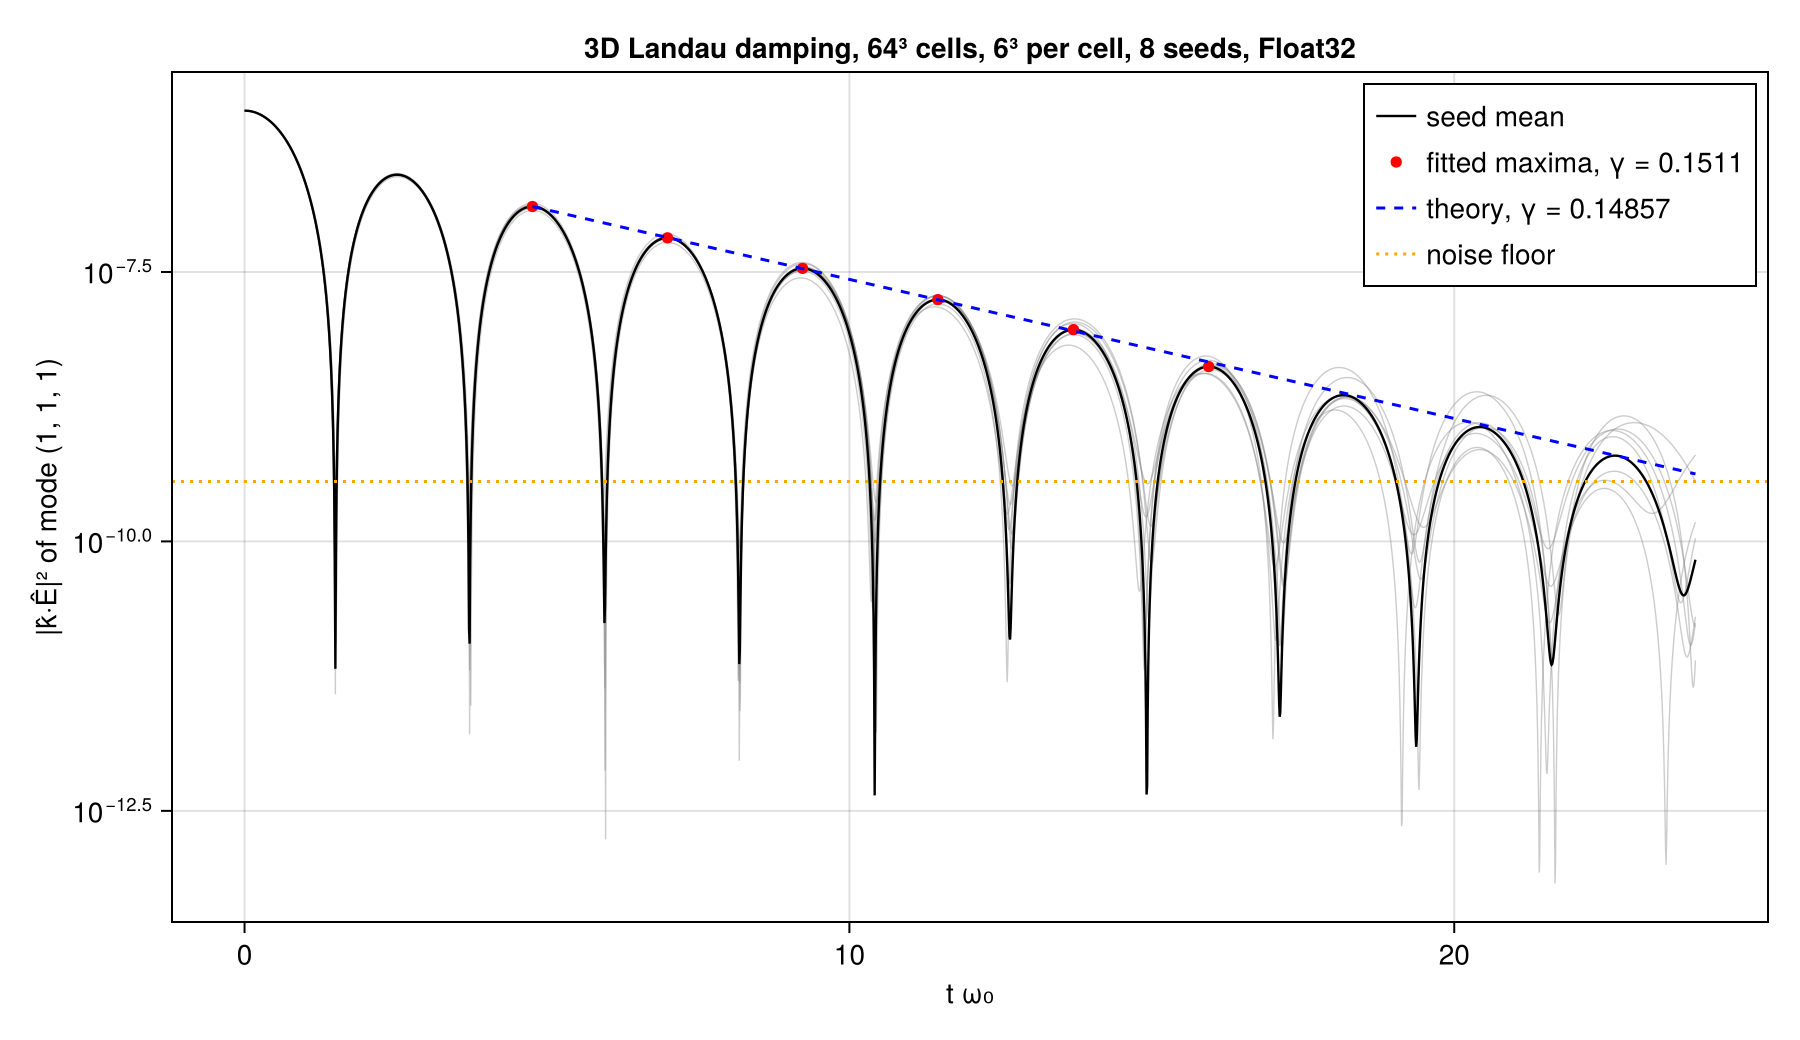 3D Landau damping, 64³ cells, 6³ per cell, 8 seeds, Float32
seed mean
fitted maxima, γ = 0.1511
theory, γ = 0.14857
noise floor
|k̂·Ê|² of mode (1, 1, 1)
10⁻⁷·⁵
10⁻¹⁰·⁰
10⁻¹²·⁵
0
10
20
t ω₀